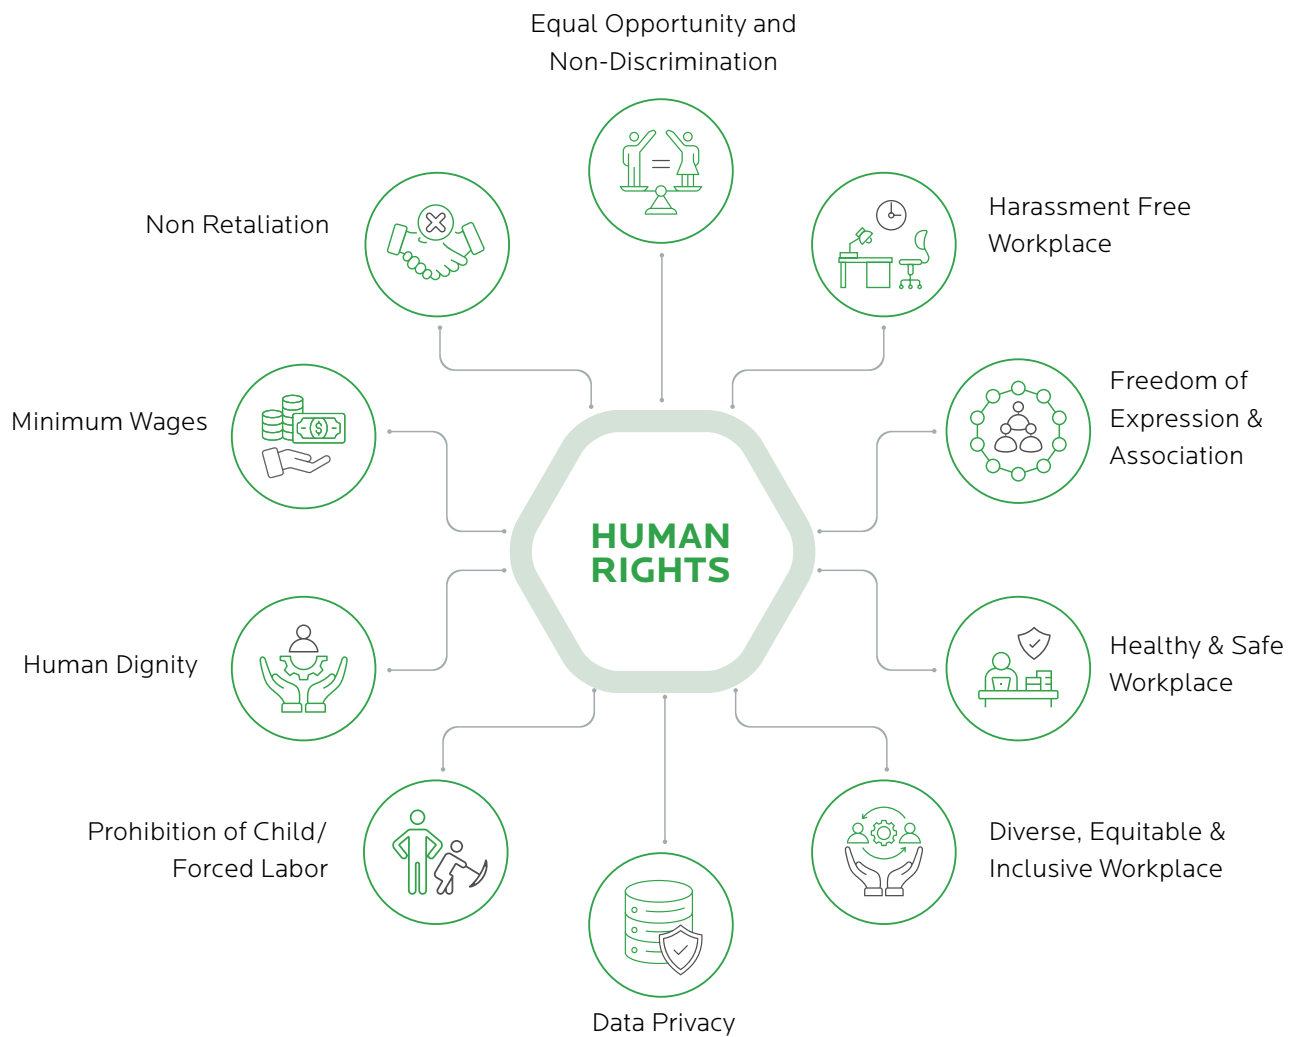 Equal Opportunity and
Non-Discrimination
Non Retaliation
Harassment Free
Workplace
Minimum Wages
Freedom of
Expression &
Association
HUMAN
RIGHTS
Human Dignity
Healthy & Safe
Workplace
Prohibition of Child/
Forced Labor
Diverse, Equitable &
Inclusive Workplace
Data Privacy